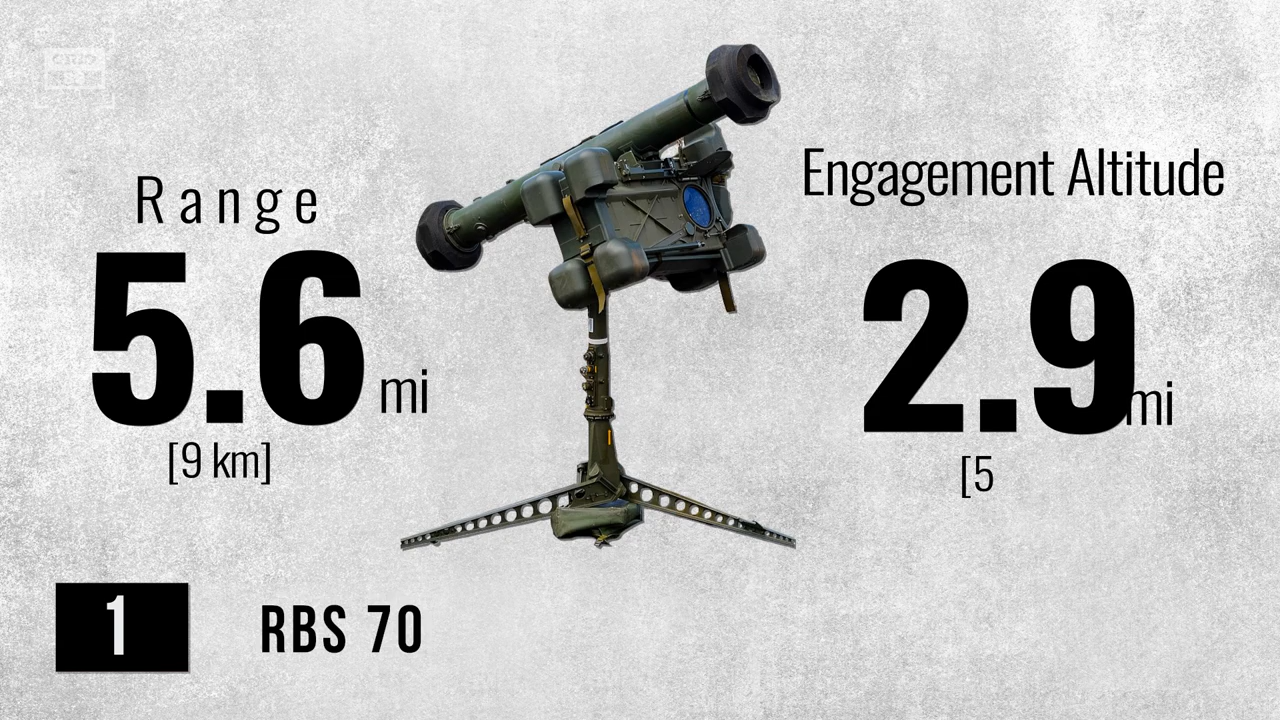 Range
5.6 mi
[9 km]
Engagement Altitude
2.9 mi
[5
1
RBS 70